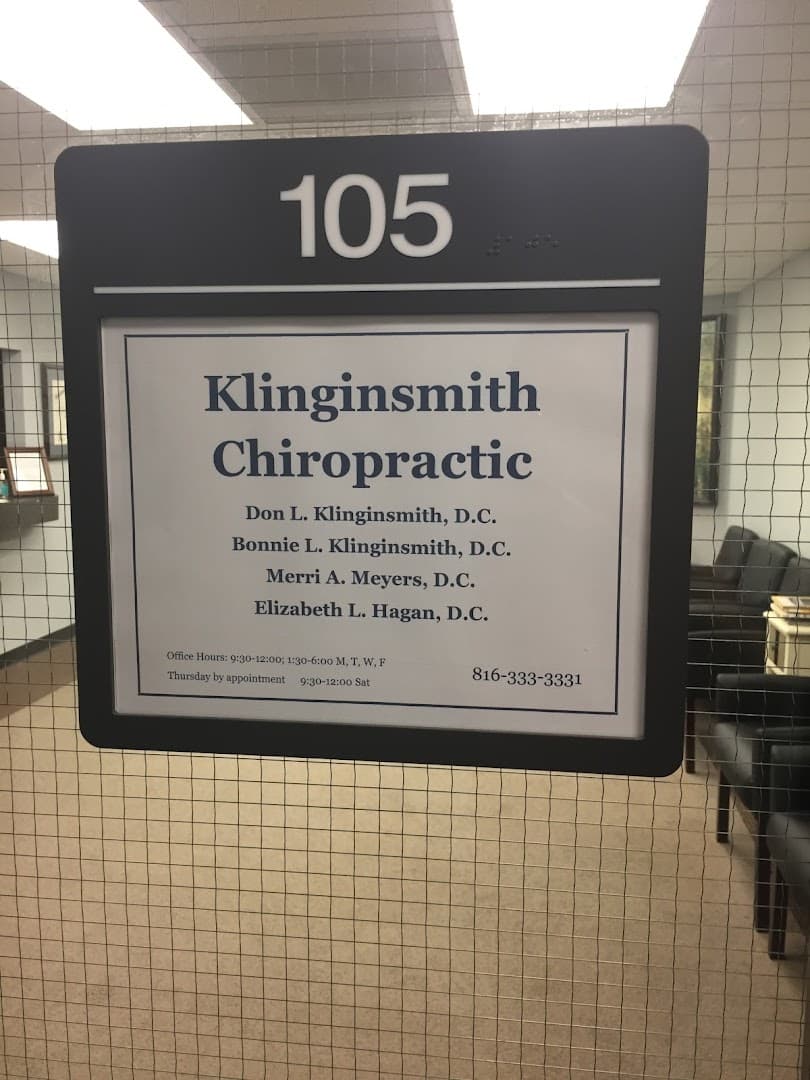 105
Klinginsmith
Chiropractic
Don L. Klinginsmith, D.C.
Bonnie L. Klinginsmith, D.C.
Merri A. Meyers, D.C.
Elizabeth L. Hagan, D.C.
Office Hours: 9:30-12:00; 1:30-6:00 M, T, W, F
Thursday by appointment 9:30-12:00 Sat
816-333-3331